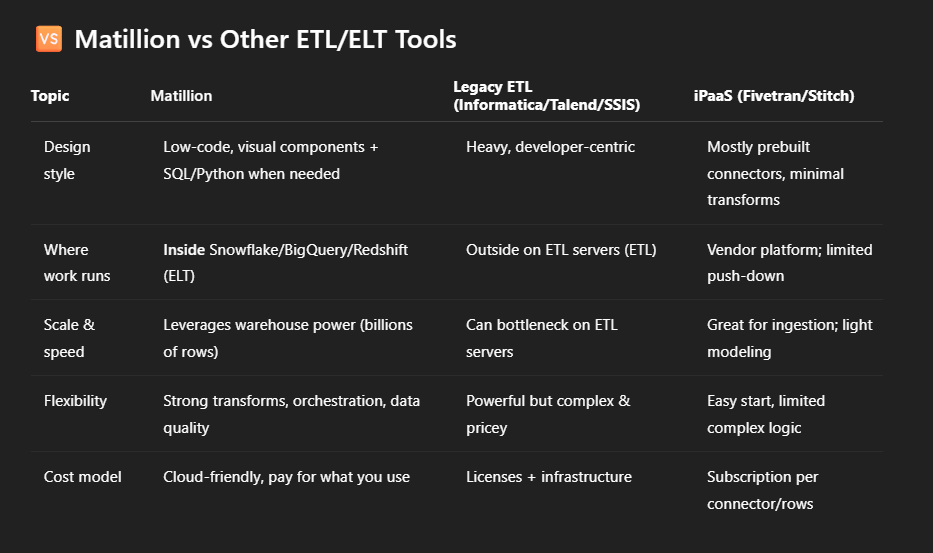 VS Matillion vs Other ETL/ELT Tools
Topic
Matillion
Legacy ETL
(Informatica/Talend/SSIS)
iPaaS (Fivetran/Stitch)
Design
style
Low-code, visual components +
SQL/Python when needed
Heavy, developer-centric
Mostly prebuilt
connectors, minimal
transforms
Where
work runs
Inside Snowflake/BigQuery/Redshift
(ELT)
Outside on ETL servers (ETL)
Vendor platform; limited
push-down
Scale &
speed
Leverages warehouse power (billions
of rows)
Can bottleneck on ETL
servers
Great for ingestion; light
modeling
Flexibility
Strong transforms, orchestration, data
quality
Powerful but complex &
pricey
Easy start, limited
complex logic
Cost model
Cloud-friendly, pay for what you use
Licenses + infrastructure
Subscription per
connector/rows